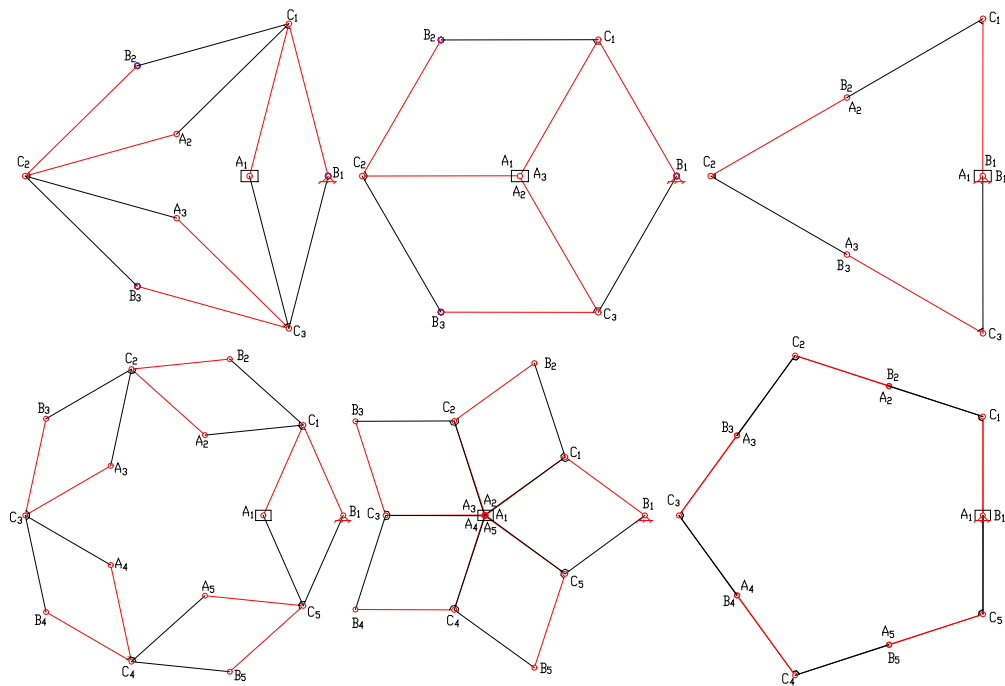 C₁
B₂
A₂
C₂
A₁
B₁
A₃
B₃
C₃
B₂
C₁
C₂
A₁ A₃
A₂
B₁
B₃
C₃
C₁
B₂
A₂
C₂
B₁
A₁ B₁
A₃
B₃
C₃
C₂
B₂
B₃
C₁
A₂
A₃
C₃
A₁
B₁
A₄
A₅
B₄
C₅
C₄
B₅
B₂
B₃
C₂
C₁
A₂
A₃ A₁
C₃
B₁
A₄ A₅
C₅
B₄
C₄
B₅
C₂
B₂
A₂
C₁
B₃ A₃
C₃
A₁ B₁
A₄
B₄
C₅
A₅
B₅
C₄